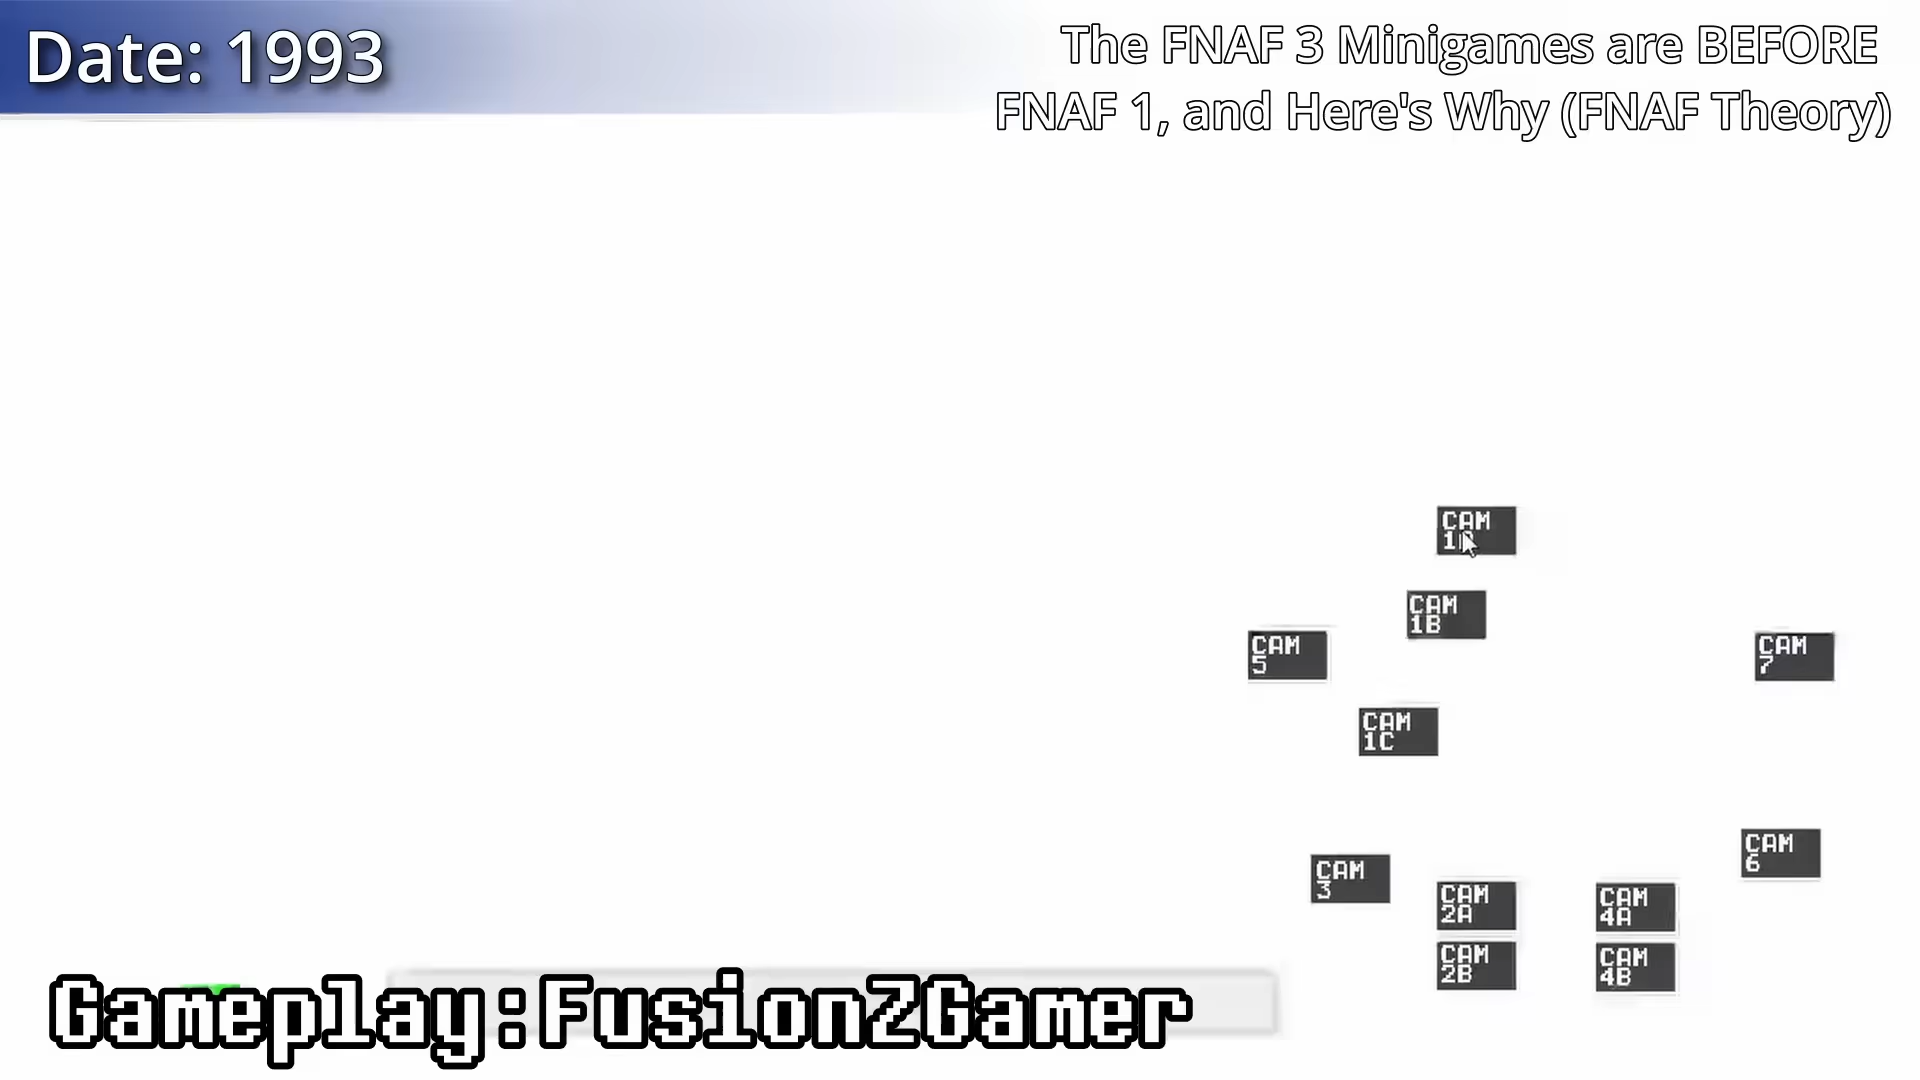 Date: 1993
The FNAF 3 Minigames are BEFORE
FNAF 1, and Here's Why (FNAF Theory)
CAM
CAM
1B
CAM
5
CAM
7
CAM
1C
CAM
6
CAM
3
CAM
2A
CAM
4A
CAM
2B
CAM
4B
Gameplay:FusionZGamer